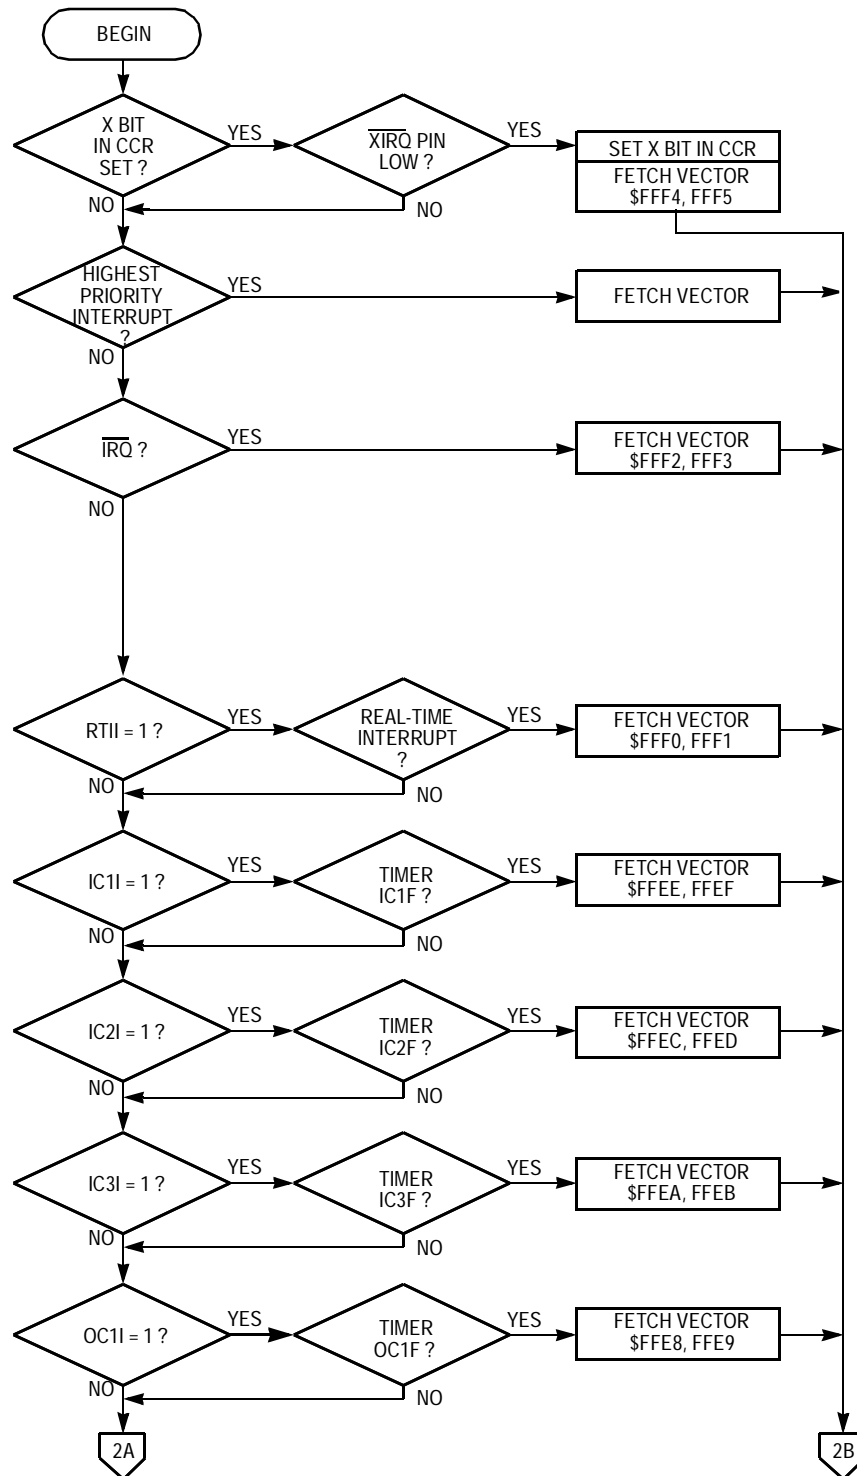 BEGIN
X BIT
IN CCR
SET ?
YES
XIRQ PIN
LOW ?
YES
SET X BIT IN CCR
FETCH VECTOR
$FFF4, FFF5
NO
NO
HIGHEST
PRIORITY
INTERRUPT
?
YES
FETCH VECTOR
NO
IRQ ?
YES
FETCH VECTOR
$FFF2, FFF3
NO
RTII = 1 ?
YES
REAL-TIME
INTERRUPT
?
YES
FETCH VECTOR
$FFF0, FFF1
NO
NO
IC1I = 1 ?
YES
TIMER
IC1F ?
YES
FETCH VECTOR
$FFEE, FFEF
NO
NO
IC2I = 1 ?
YES
TIMER
IC2F ?
YES
FETCH VECTOR
$FFEC, FFED
NO
NO
IC3I = 1 ?
YES
TIMER
IC3F ?
YES
FETCH VECTOR
$FFEA, FFEB
NO
NO
OC1I = 1 ?
YES
TIMER
OC1F ?
YES
FETCH VECTOR
$FFE8, FFE9
NO
NO
2A
2B